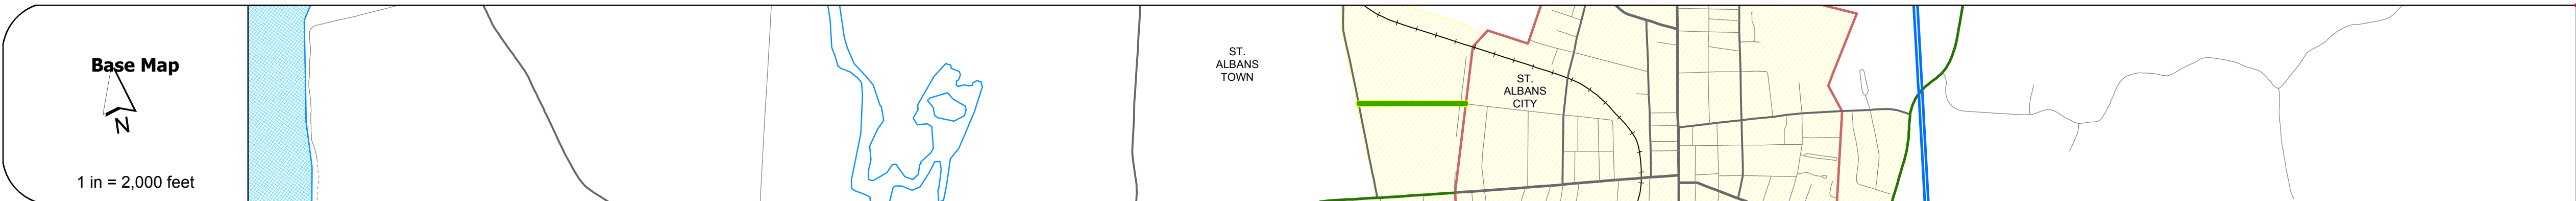 Base Map
N
1 in = 2,000 feet
ST.
ALBANS
TOWN
ST.
ALBANS
CITY